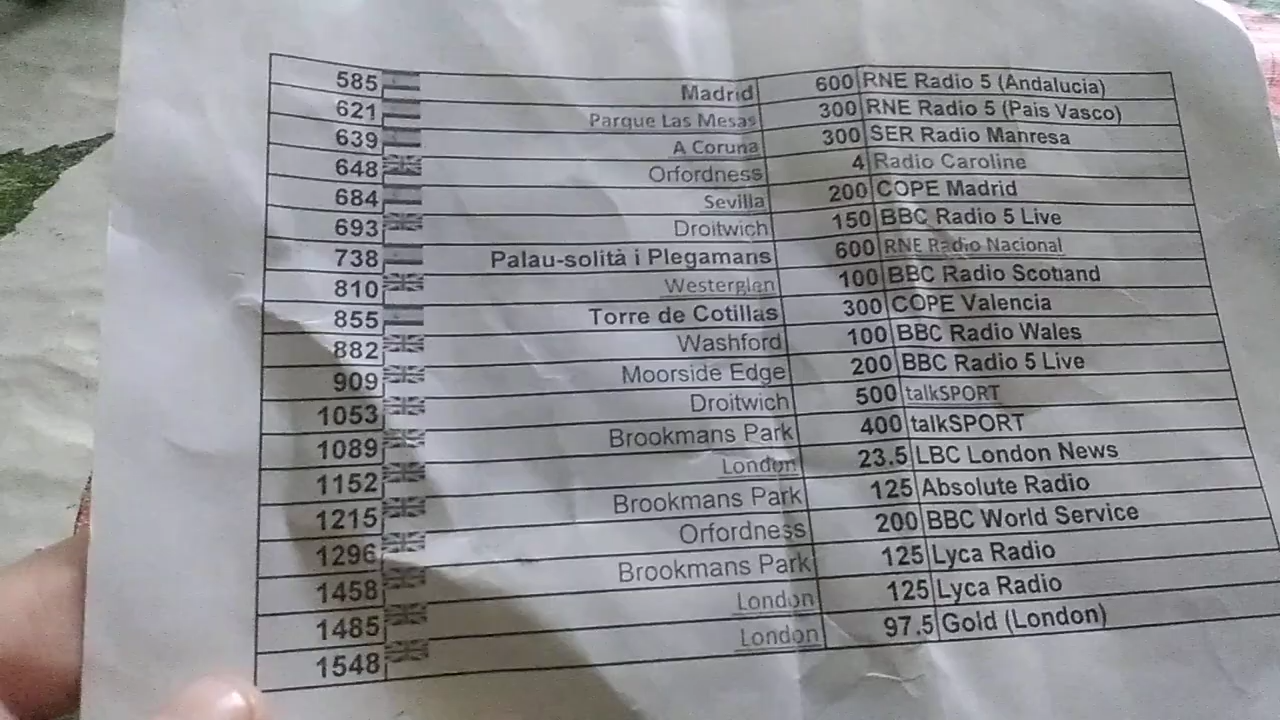 585 Madrid 600 RNE Radio 5 (Andalucia)
621 Parque Las Mesas 300 RNE Radio 5 (Pais Vasco)
639 A Coruna 300 SER Radio Manresa
648 Orfordness 4 Radio Caroline
684 Sevilla 200 COPE Madrid
693 Droitwich 150 BBC Radio 5 Live
738 Palau-solità i Plegamans 600 RNE Radio Nacional
810 Westerglen 100 BBC Radio Scotland
855 Torre de Cotillas 300 COPE Valencia
882 Washford 100 BBC Radio Wales
909 Moorside Edge 200 BBC Radio 5 Live
1053 Droitwich 500 talkSPORT
1089 Brookmans Park 400 talkSPORT
1152 London 23.5 LBC London News
1215 Brookmans Park 125 Absolute Radio
1296 Orfordness 200 BBC World Service
1458 Brookmans Park 125 Lyca Radio
1485 London 125 Lyca Radio
1548 London 97.5 Gold (London)